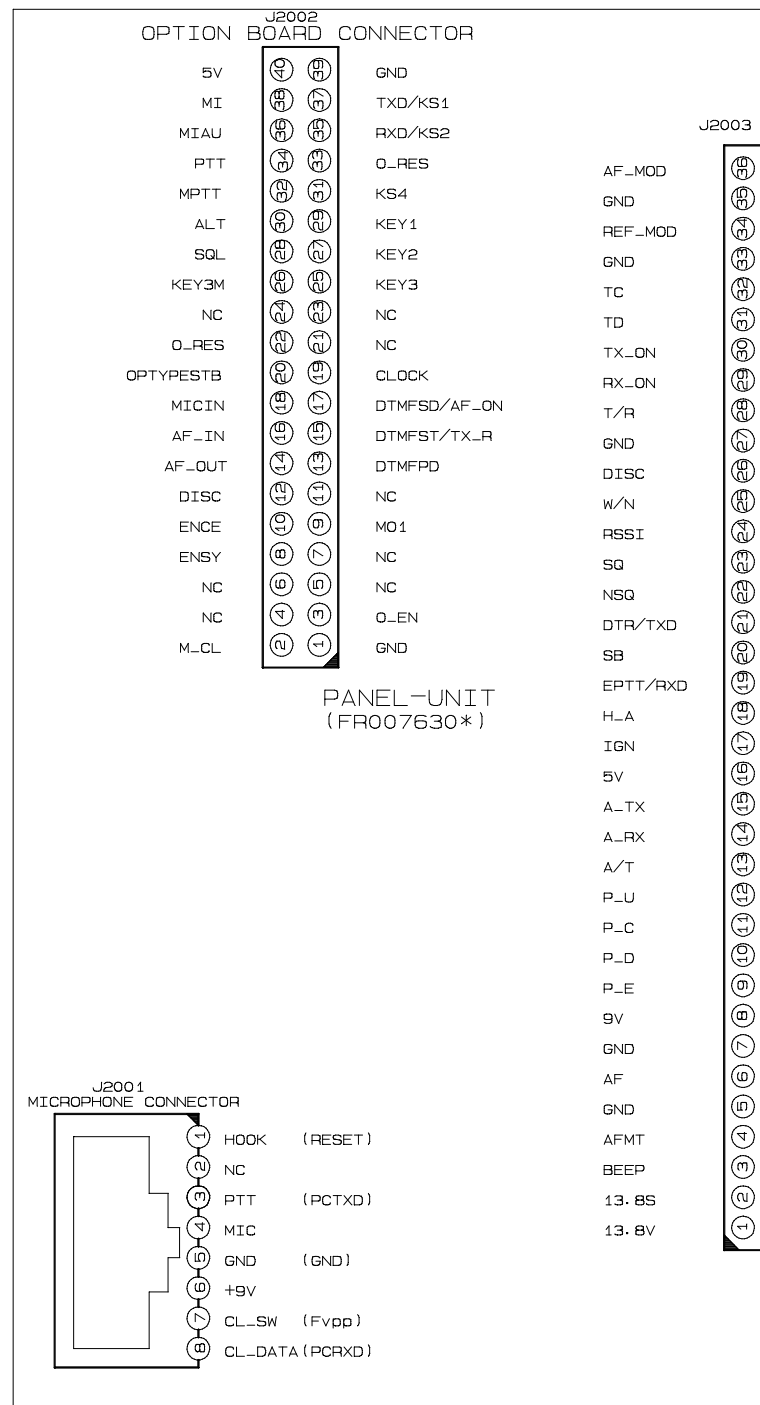 J2002
OPTION BOARD CONNECTOR
5V 40 39 GND
MI 38 37 TXD/KS1
MIAU 36 35 RXD/KS2
PTT 34 33 O_RES
MPTT 32 31 KS4
ALT 30 29 KEY1
SQL 28 27 KEY2
KEY3M 26 25 KEY3
NC 24 23 NC
O_RES 22 21 NC
OPTYPESTB 20 19 CLOCK
MICIN 18 17 DTMFSD/AF_ON
AF_IN 16 15 DTMFST/TX_R
AF_OUT 14 13 DTMFPD
DISC 12 11 NC
ENCE 10 9 MO1
ENSY 8 7 NC
NC 6 5 NC
NC 4 3 O_EN
M_CL 2 1 GND
PANEL-UNIT
(FR007630*)
J2003
AF_MOD 36
GND 35
REF_MOD 34
GND 33
TC 32
TD 31
TX_ON 30
RX_ON 29
T/R 28
GND 27
DISC 26
W/N 25
RSSI 24
SQ 23
NSQ 22
DTR/TXD 21
SB 20
EPTT/RXD 19
H_A 18
IGN 17
5V 16
A_TX 15
A_RX 14
A/T 13
P_U 12
P_C 11
P_D 10
P_E 9
9V 8
GND 7
AF 6
GND 5
AFMT 4
BEEP 3
13.8S 2
13.8V 1
J2001
MICROPHONE CONNECTOR
1 HOOK (RESET)
2 NC
3 PTT (PCTXD)
4 MIC
5 GND (GND)
6 +9V
7 CL_SW (Fvpp)
8 CL_DATA(PCRXD)